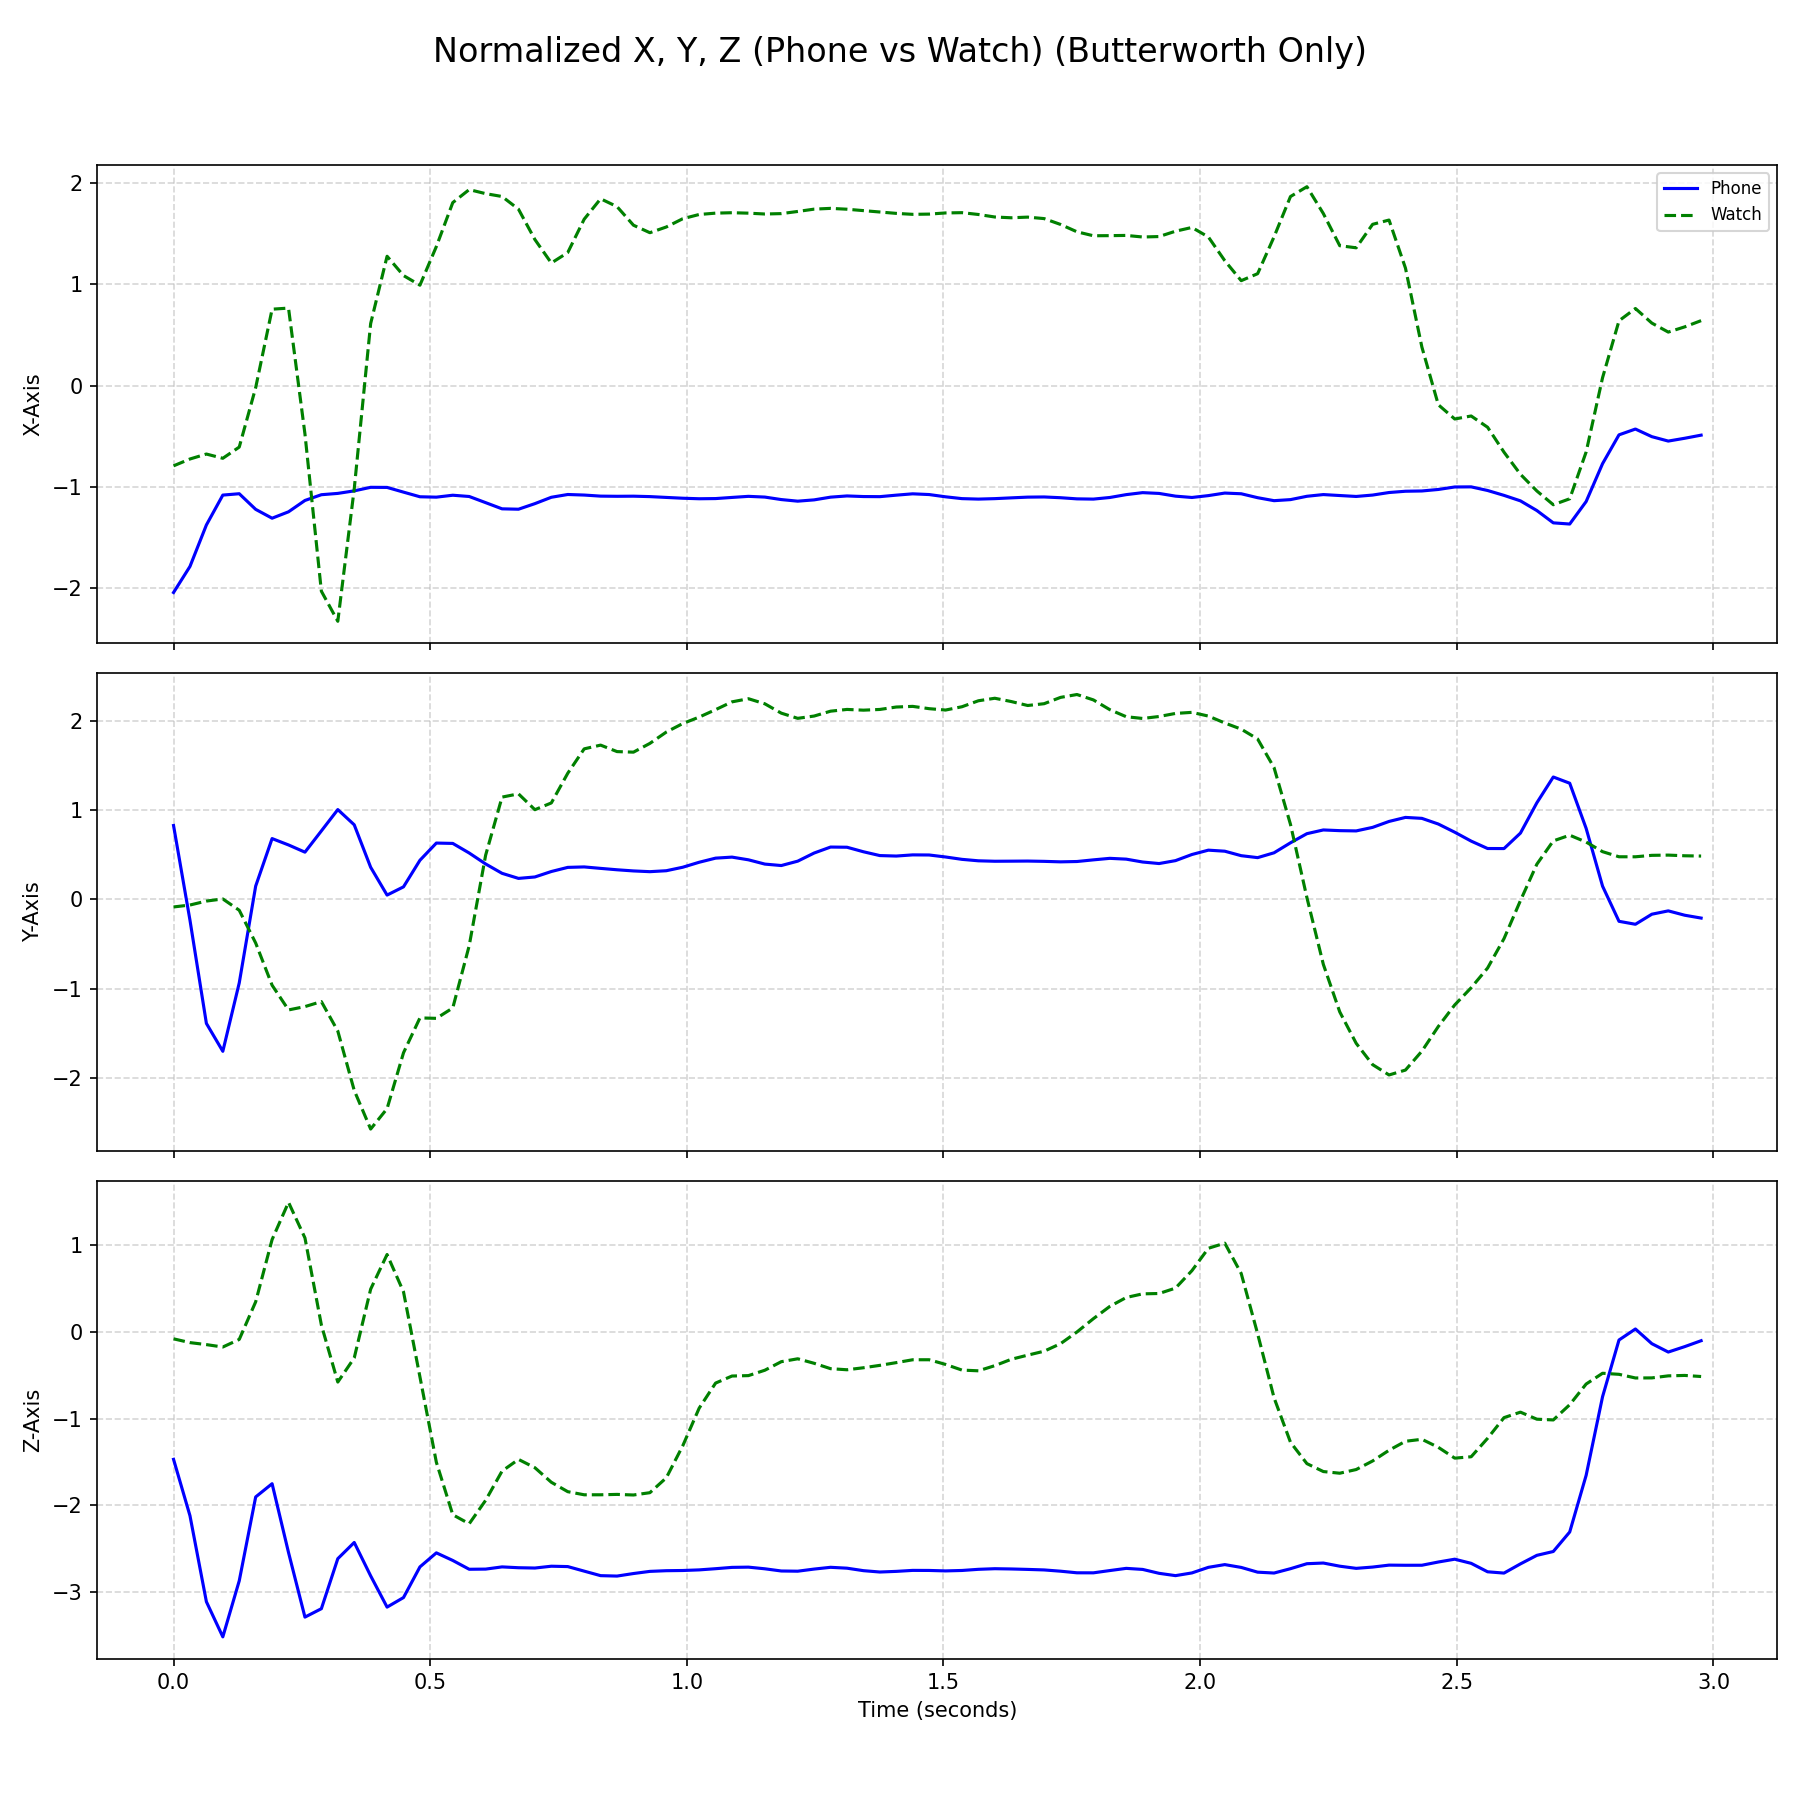 Normalized X, Y, Z (Phone vs Watch) (Butterworth Only)
Phone
Watch
2
1
0
−1
−2
X-Axis
2
1
0
−1
−2
Y-Axis
1
0
−1
−2
−3
Z-Axis
0.0 0.5 1.0 1.5 2.0 2.5 3.0
Time (seconds)